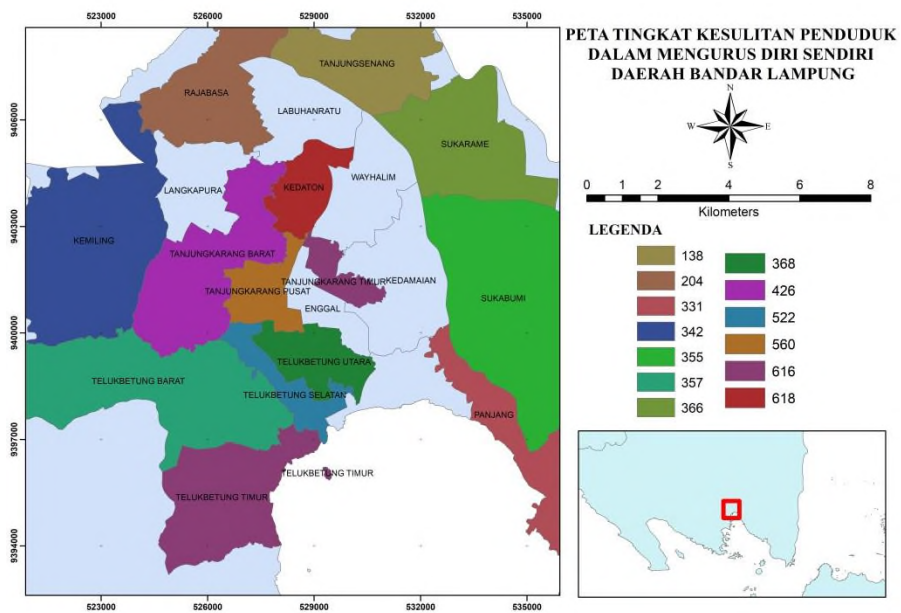 523000 526000 529000 532000 535000
PETA TINGKAT KESULITAN PENDUDUK
DALAM MENGURUS DIRI SENDIRI
DAERAH BANDAR LAMPUNG
N
W E
S
0 1 2 4 6 8
Kilometers
LEGENDA
138
204
331
342
355
357
366
368
426
522
560
616
618
9406000
9403000
9400000
9397000
9394000
TANJUNGSENANG
RAJABASA
LABUHANRATU
SUKARAME
WAYHALIM
LANGKAPURA
KEDATON
KEMILING
TANJUNGKARANG BARAT
TANJUNGKARANG TIMUR
KEDAMAIAN
TANJUNGKARANG PUSAT
SUKABUMI
ENGGAL
TELUKBETUNG UTARA
TELUKBETUNG BARAT
TELUKBETUNG SELATAN
PANJANG
TELUKBETUNG TIMUR
TELUKBETUNG TIMUR
523000 526000 529000 532000 535000